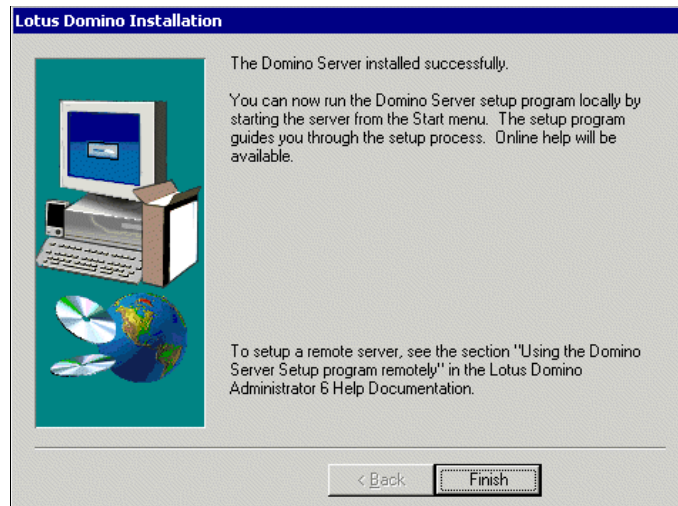 Lotus Domino Installation
The Domino Server installed successfully.
You can now run the Domino Server setup program locally by
starting the server from the Start menu. The setup program
guides you through the setup process. Online help will be
available.
To setup a remote server, see the section "Using the Domino
Server Setup program remotely" in the Lotus Domino
Administrator 6 Help Documentation.
< Back
Finish